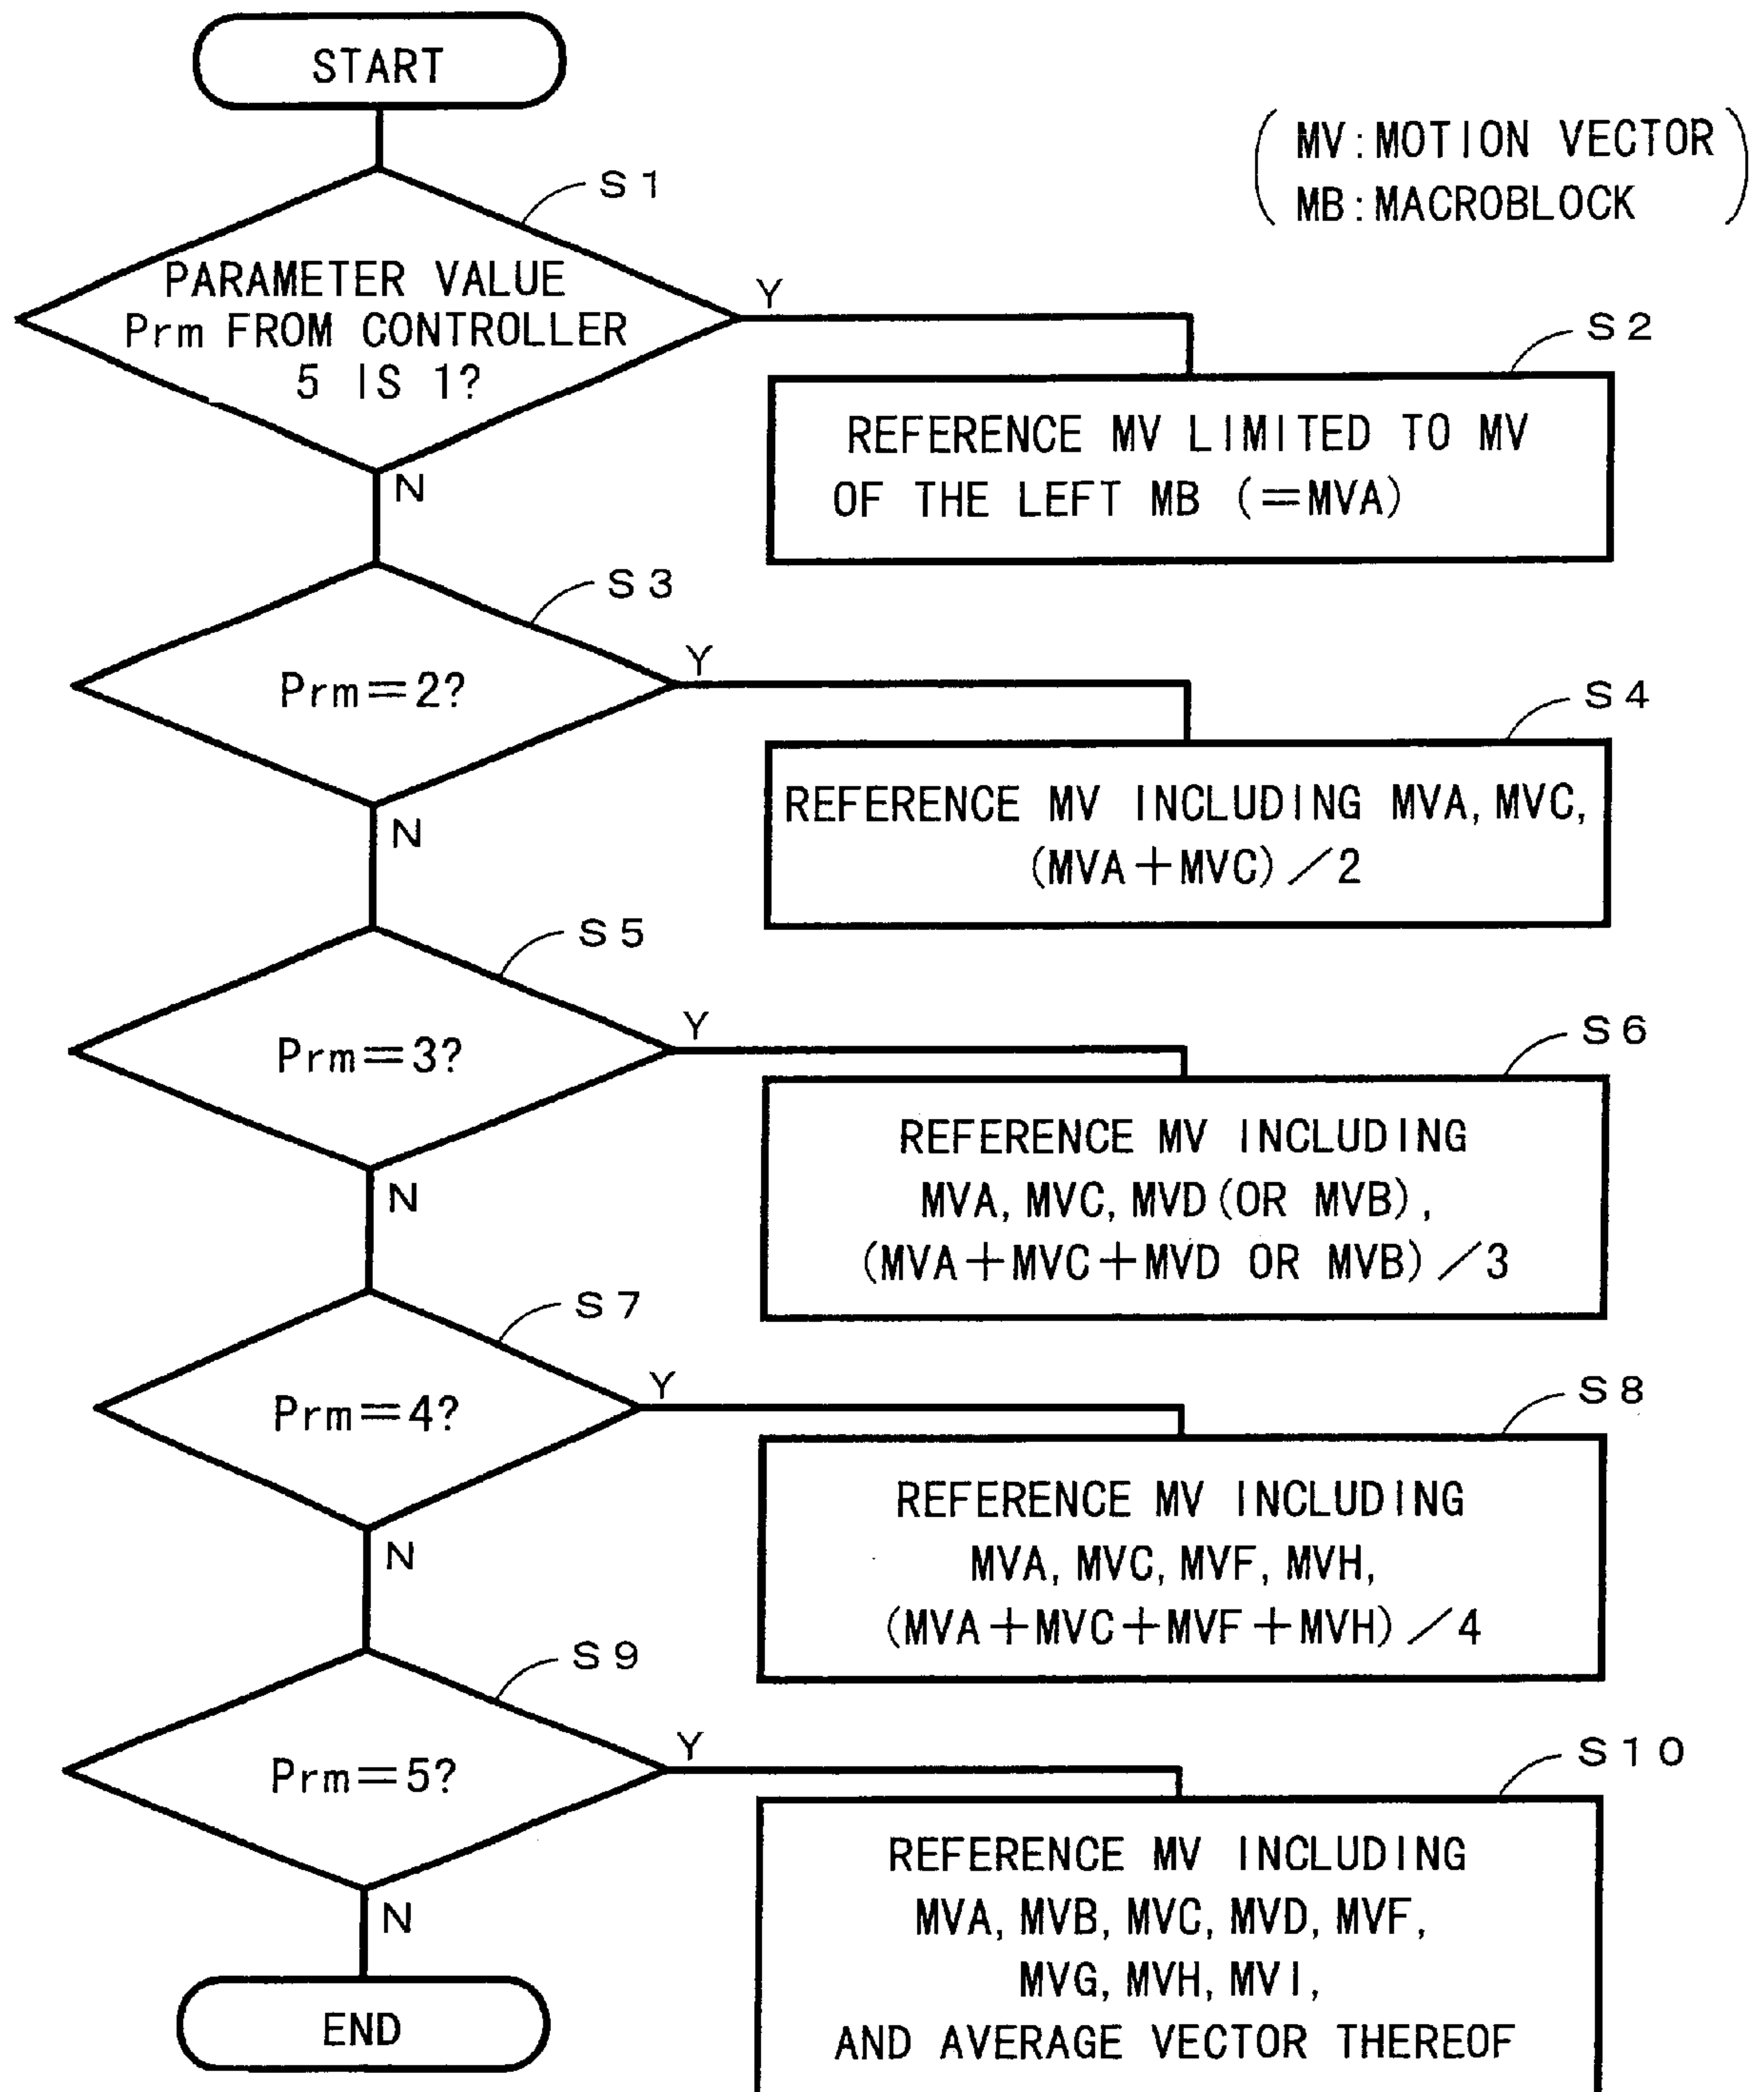 START
MV:MOTION VECTOR
MB:MACROBLOCK
S1
PARAMETER VALUE
Prm FROM CONTROLLER
5 IS 1?
Y
N
S2
REFERENCE MV LIMITED TO MV
OF THE LEFT MB (=MVA)
S3
Prm=2?
Y
N
S4
REFERENCE MV INCLUDING MVA, MVC,
(MVA+MVC)/2
S5
Prm=3?
Y
N
S6
REFERENCE MV INCLUDING
MVA, MVC, MVD(OR MVB),
(MVA+MVC+MVD OR MVB)/3
S7
Prm=4?
Y
N
S8
REFERENCE MV INCLUDING
MVA, MVC, MVF, MVH,
(MVA+MVC+MVF+MVH)/4
S9
Prm=5?
Y
N
S10
REFERENCE MV INCLUDING
MVA, MVB, MVC, MVD, MVF,
MVG, MVH, MVI,
AND AVERAGE VECTOR THEREOF
END